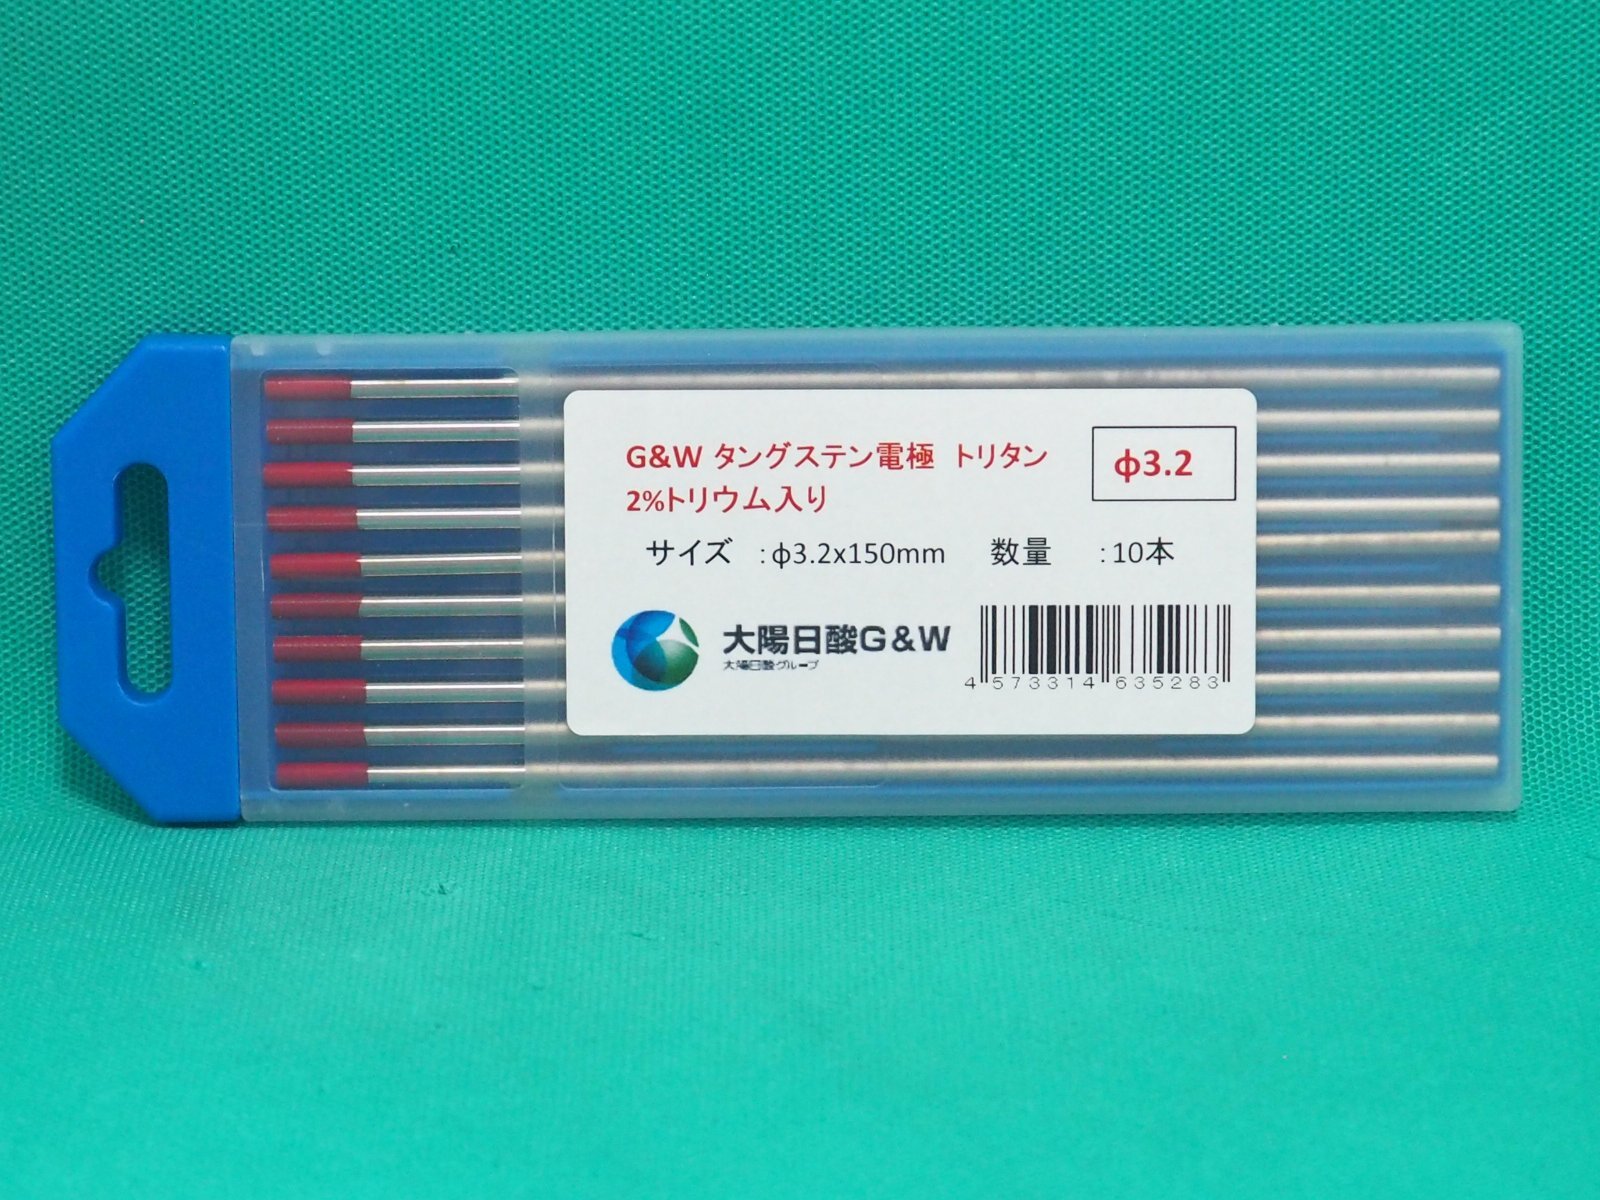 G&W タングステン電極 トリタン
2%トリウム入り
φ3.2
サイズ :φ3.2x150mm 数量 :10本
大陽日酸G&W
大陽日酸グループ
4 573314 635283